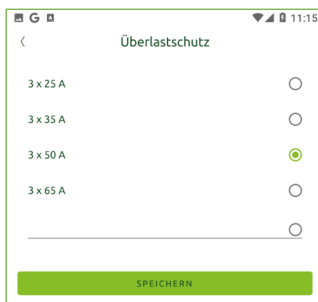 11:15
Überlastschutz
3 x 25 A
3 x 35 A
3 x 50 A
3 x 65 A
SPEICHERN